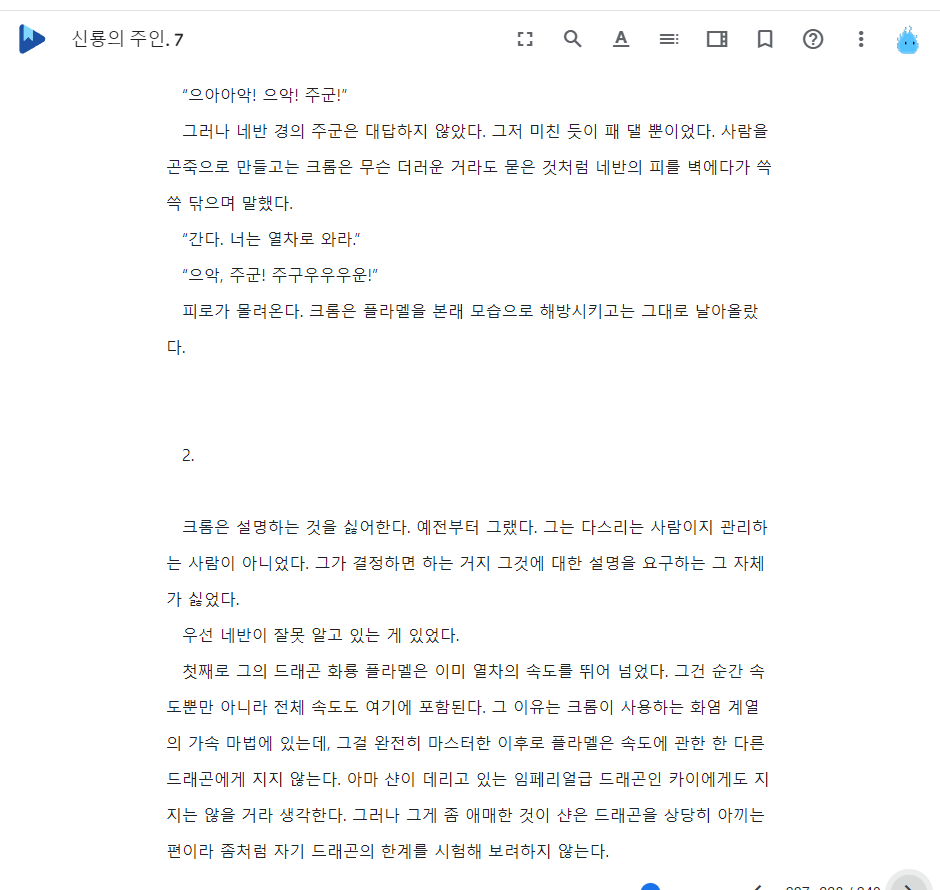 신룡의 주인. 7
“으아아악! 으악! 주군!”
그러나 네반 경의 주군은 대답하지 않았다. 그저 미친 듯이 패 댈 뿐이었다. 사람을
곤죽으로 만들고는 크롬은 무슨 더러운 거라도 묻은 것처럼 네반의 피를 벽에다가 쓱
쓱 닦으며 말했다.
“간다. 너는 열차로 와라.”
“으악, 주군! 주구우우우운!”
피로가 몰려온다. 크롬은 플라멜을 본래 모습으로 해방시키고는 그대로 날아올랐
다.
2.
크롬은 설명하는 것을 싫어한다. 예전부터 그랬다. 그는 다스리는 사람이지 관리하
는 사람이 아니었다. 그가 결정하면 하는 거지 그것에 대한 설명을 요구하는 그 자체
가 싫었다.
우선 네반이 잘못 알고 있는 게 있었다.
첫째로 그의 드래곤 화룡 플라멜은 이미 열차의 속도를 뛰어 넘었다. 그건 순간 속
도뿐만 아니라 전체 속도도 여기에 포함된다. 그 이유는 크롬이 사용하는 화염 계열
의 가속 마법에 있는데, 그걸 완전히 마스터한 이후로 플라멜은 속도에 관한 한 다른
드래곤에게 지지 않는다. 아마 샨이 데리고 있는 임페리얼급 드래곤인 카이에게도 지
지는 않을 거라 생각한다. 그러나 그게 좀 애매한 것이 샨은 드래곤을 상당히 아끼는
편이라 좀처럼 자기 드래곤의 한계를 시험해 보려하지 않는다.